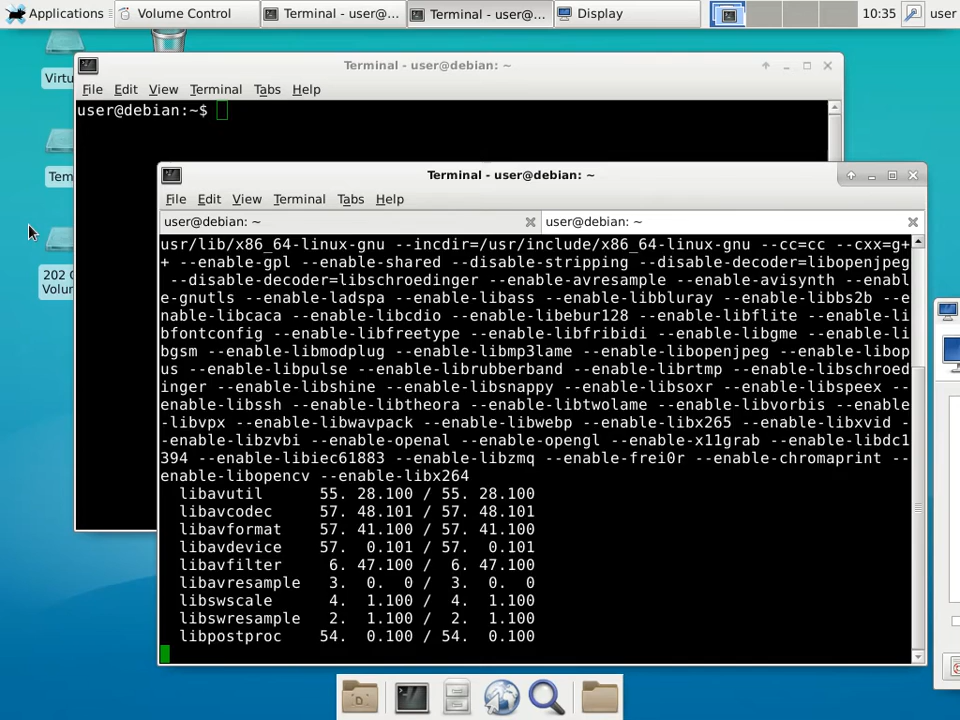 Applications Volume Control Terminal - user@... Terminal - user@... Display 10:35 user
Virtu
Tem
202
Volur
Terminal - user@debian: ~
File Edit View Terminal Tabs Help
user@debian:~$
Terminal - user@debian: ~
File Edit View Terminal Tabs Help
user@debian: ~ user@debian: ~
usr/lib/x86_64-linux-gnu --incdir=/usr/include/x86_64-linux-gnu --cc=cc --cxx=g+
+ --enable-gpl --enable-shared --disable-stripping --disable-decoder=libopenjpeg
 --disable-decoder=libschroedinger --enable-avresample --enable-avisynth --enabl
e-gnutls --enable-ladspa --enable-libass --enable-libbluray --enable-libbs2b --e
nable-libcaca --enable-libcdio --enable-libebur128 --enable-libflite --enable-li
bfontconfig --enable-libfreetype --enable-libfribidi --enable-libgme --enable-li
bgsm --enable-libmodplug --enable-libmp3lame --enable-libopenjpeg --enable-libop
us --enable-libpulse --enable-librubberband --enable-librtmp --enable-libschroed
inger --enable-libshine --enable-libsnappy --enable-libsoxr --enable-libspeex --
enable-libssh --enable-libtheora --enable-libtwolame --enable-libvorbis --enable
-libvpx --enable-libwavpack --enable-libwebp --enable-libx265 --enable-libxvid -
-enable-libzvbi --enable-openal --enable-opengl --enable-x11grab --enable-libdc1
394 --enable-libiec61883 --enable-libzmq --enable-frei0r --enable-chromaprint --
enable-libopencv --enable-libx264
  libavutil      55. 28.100 / 55. 28.100
  libavcodec     57. 48.101 / 57. 48.101
  libavformat    57. 41.100 / 57. 41.100
  libavdevice    57.  0.101 / 57.  0.101
  libavfilter     6. 47.100 /  6. 47.100
  libavresample   3.  0.  0 /  3.  0.  0
  libswscale      4.  1.100 /  4.  1.100
  libswresample   2.  1.100 /  2.  1.100
  libpostproc    54.  0.100 / 54.  0.100